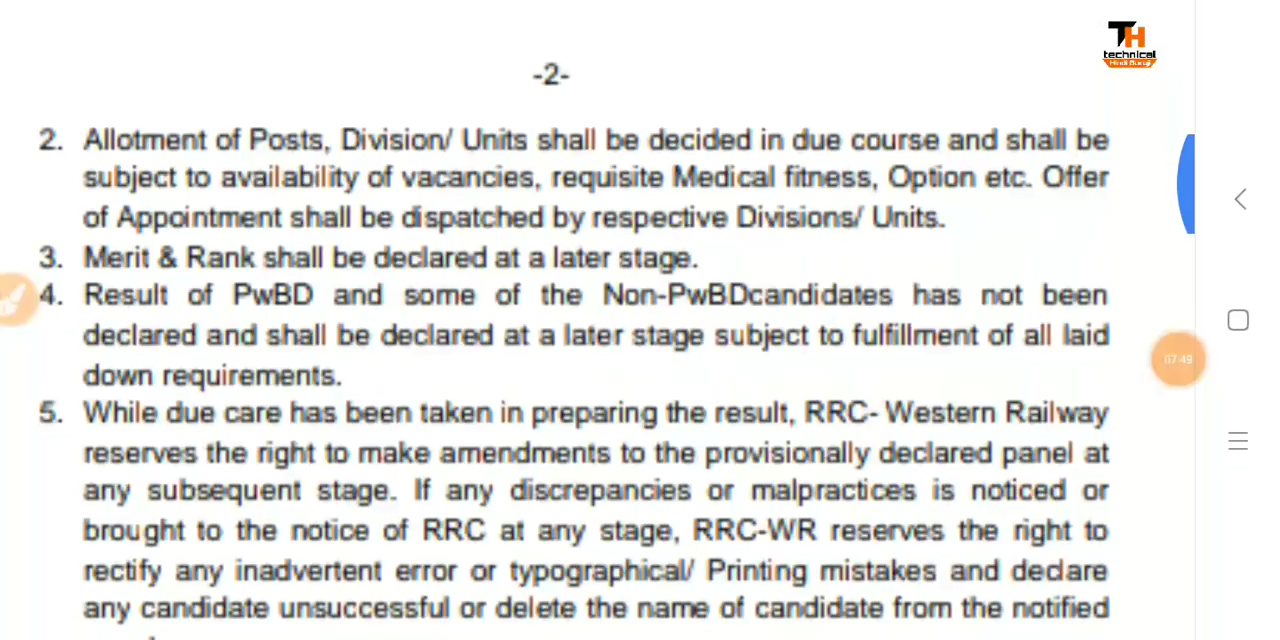 TH
technical
Hindi Guruji
-2-
2. Allotment of Posts, Division/ Units shall be decided in due course and shall be
subject to availability of vacancies, requisite Medical fitness, Option etc. Offer
of Appointment shall be dispatched by respective Divisions/ Units.
3. Merit & Rank shall be declared at a later stage.
4. Result of PwBD and some of the Non-PwBDcandidates has not been
declared and shall be declared at a later stage subject to fulfillment of all laid
down requirements.
07:49
5. While due care has been taken in preparing the result, RRC- Western Railway
reserves the right to make amendments to the provisionally declared panel at
any subsequent stage. If any discrepancies or malpractices is noticed or
brought to the notice of RRC at any stage, RRC-WR reserves the right to
rectify any inadvertent error or typographical/ Printing mistakes and declare
any candidate unsuccessful or delete the name of candidate from the notified